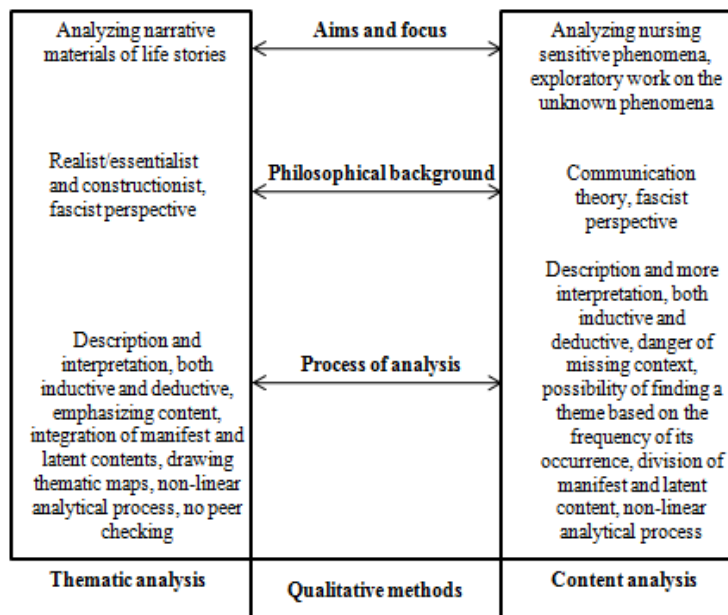 Analyzing narrative
materials of life stories
Aims and focus
Analyzing nursing
sensitive phenomena,
exploratory work on the
unknown phenomena
Realist/essentialist
and constructionist,
fascist perspective
Philosophical background
Communication
theory, fascist
perspective
Description and
interpretation, both
inductive and deductive,
emphasizing content,
integration of manifest and
latent contents, drawing
thematic maps, non-linear
analytical process, no peer
checking
Process of analysis
Description and more
interpretation, both
inductive and
deductive, danger of
missing context,
possibility of finding a
theme based on the
frequency of its
occurrence, division of
manifest and latent
content, non-linear
analytical process
Thematic analysis
Qualitative methods
Content analysis